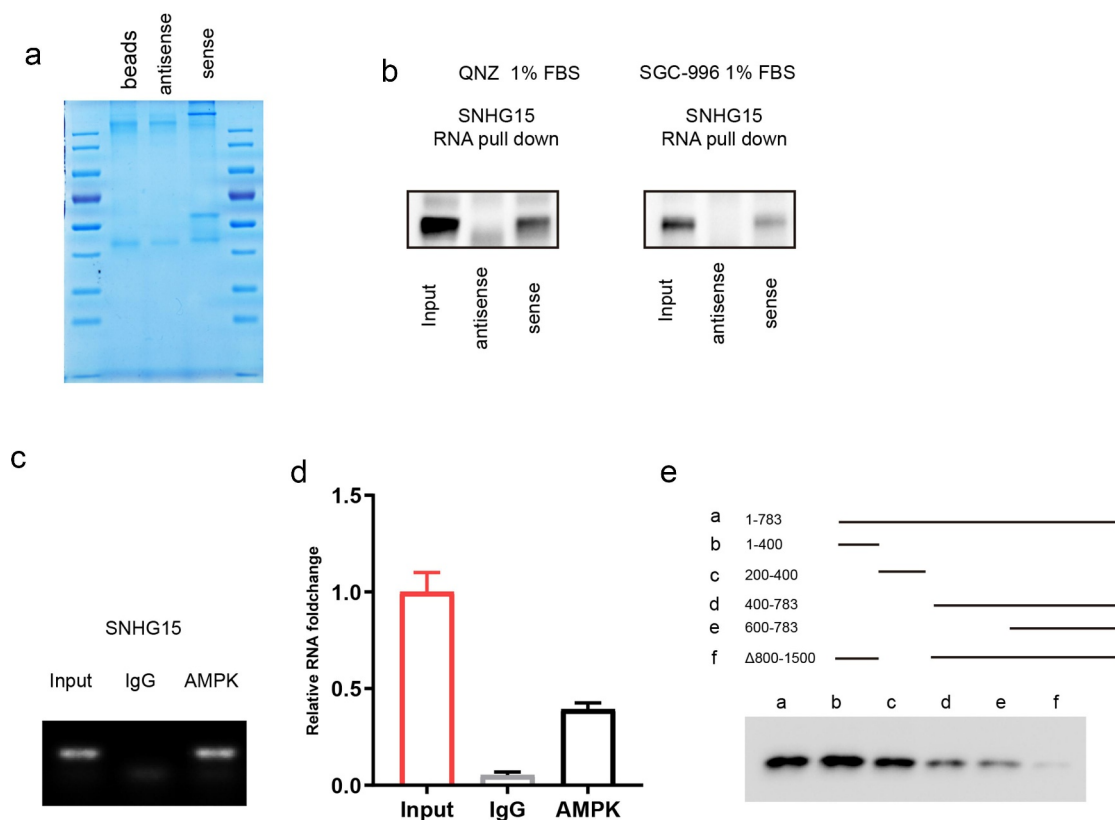 a
beads
antisense
sense
b
QNZ 1% FBS
SNHG15
RNA pull down
Input
antisense
sense
SGC-996 1% FBS
SNHG15
RNA pull down
Input
antisense
sense
c
SNHG15
Input IgG AMPK
d
Relative RNA foldchange
1.5
1.0
0.5
0.0
Input IgG AMPK
e
a 1-783
b 1-400
c 200-400
d 400-783
e 600-783
f Δ800-1500
a b c d e f